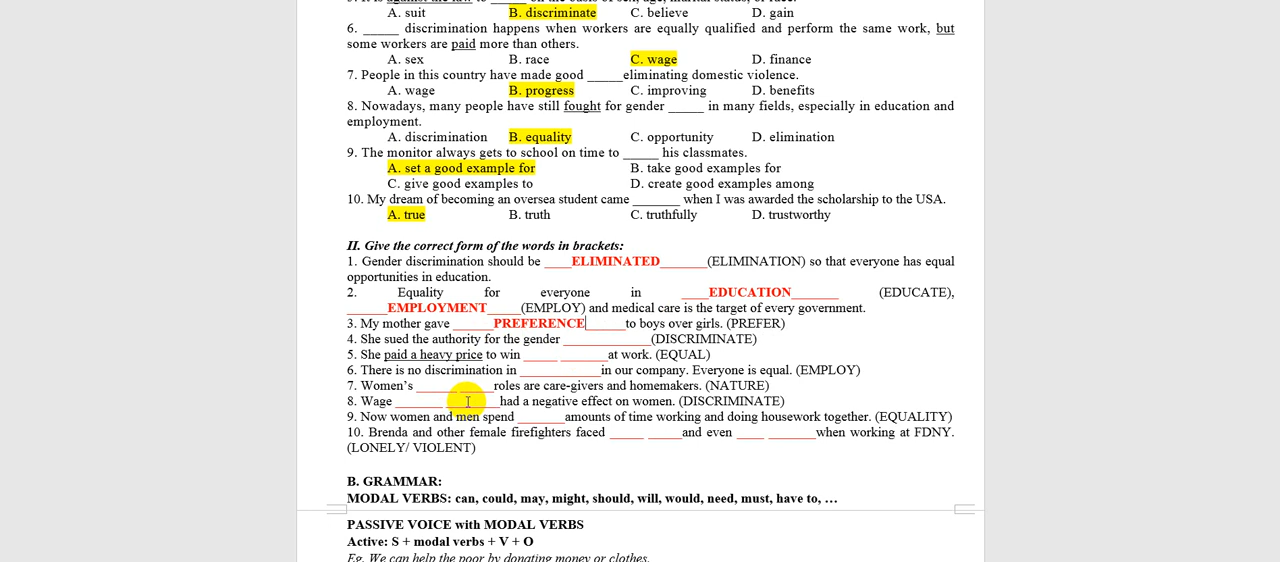 A. suit B. discriminate C. believe D. gain
6. _____ discrimination happens when workers are equally qualified and perform the same work, but
some workers are paid more than others.
A. sex B. race C. wage D. finance
7. People in this country have made good _____eliminating domestic violence.
A. wage B. progress C. improving D. benefits
8. Nowadays, many people have still fought for gender _____ in many fields, especially in education and
employment.
A. discrimination B. equality C. opportunity D. elimination
9. The monitor always gets to school on time to _____ his classmates.
A. set a good example for B. take good examples for
C. give good examples to D. create good examples among
10. My dream of becoming an oversea student came _______ when I was awarded the scholarship to the USA.
A. true B. truth C. truthfully D. trustworthy
II. Give the correct form of the words in brackets:
1. Gender discrimination should be ____ELIMINATED_______(ELIMINATION) so that everyone has equal
opportunities in education.
2. Equality for everyone in ____EDUCATION_______ (EDUCATE),
______EMPLOYMENT_____(EMPLOY) and medical care is the target of every government.
3. My mother gave ______PREFERENCE______to boys over girls. (PREFER)
4. She sued the authority for the gender _____________(DISCRIMINATE)
5. She paid a heavy price to win _____ _______at work. (EQUAL)
6. There is no discrimination in ____________in our company. Everyone is equal. (EMPLOY)
7. Women's ______ _____roles are care-givers and homemakers. (NATURE)
8. Wage _______ ________had a negative effect on women. (DISCRIMINATE)
9. Now women and men spend _______amounts of time working and doing housework together. (EQUALITY)
10. Brenda and other female firefighters faced _____ _____and even ____ _______when working at FDNY.
(LONELY/ VIOLENT)
B. GRAMMAR:
MODAL VERBS: can, could, may, might, should, will, would, need, must, have to, …
PASSIVE VOICE with MODAL VERBS
Active: S + modal verbs + V + O
Eg. We can help the poor by donating money or clothes.